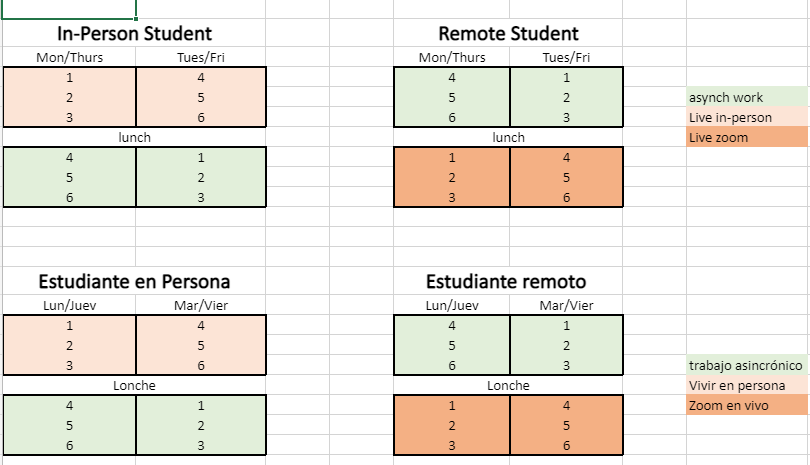 In-Person Student Remote Student
Mon/Thurs Tues/Fri Mon/Thurs Tues/Fri
1 4 4 1
2 5 5 2 asynch work
3 6 6 3 Live in-person
lunch lunch Live zoom
4 1 1 4
5 2 2 5
6 3 3 6
Estudiante en Persona Estudiante remoto
Lun/Juev Mar/Vier Lun/Juev Mar/Vier
1 4 4 1
2 5 5 2
3 6 6 3 trabajo asincrónico
Lonche Lonche Vivir en persona
4 1 1 4 Zoom en vivo
5 2 2 5
6 3 3 6